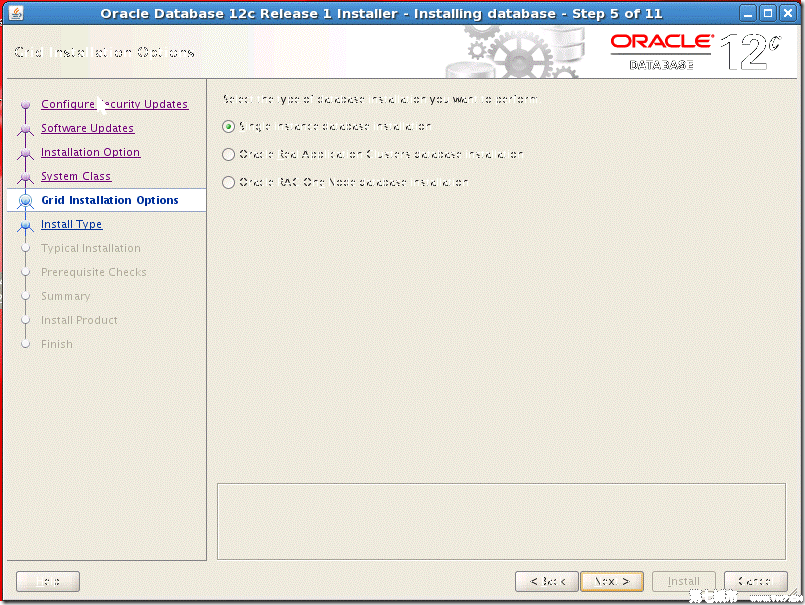 Oracle Database 12c Release 1 Installer - Installing database - Step 5 of 11
Grid Installation Options
ORACLE
DATABASE
12c
Configure Security Updates
Software Updates
Installation Option
System Class
Grid Installation Options
Install Type
Typical Installation
Prerequisite Checks
Summary
Install Product
Finish
Select the type of database installation you want to perform.
Single instance database installation
Oracle Real Application Clusters database installation
Oracle RAC One Node database installation
Help
< Back
Next >
Install
Cancel